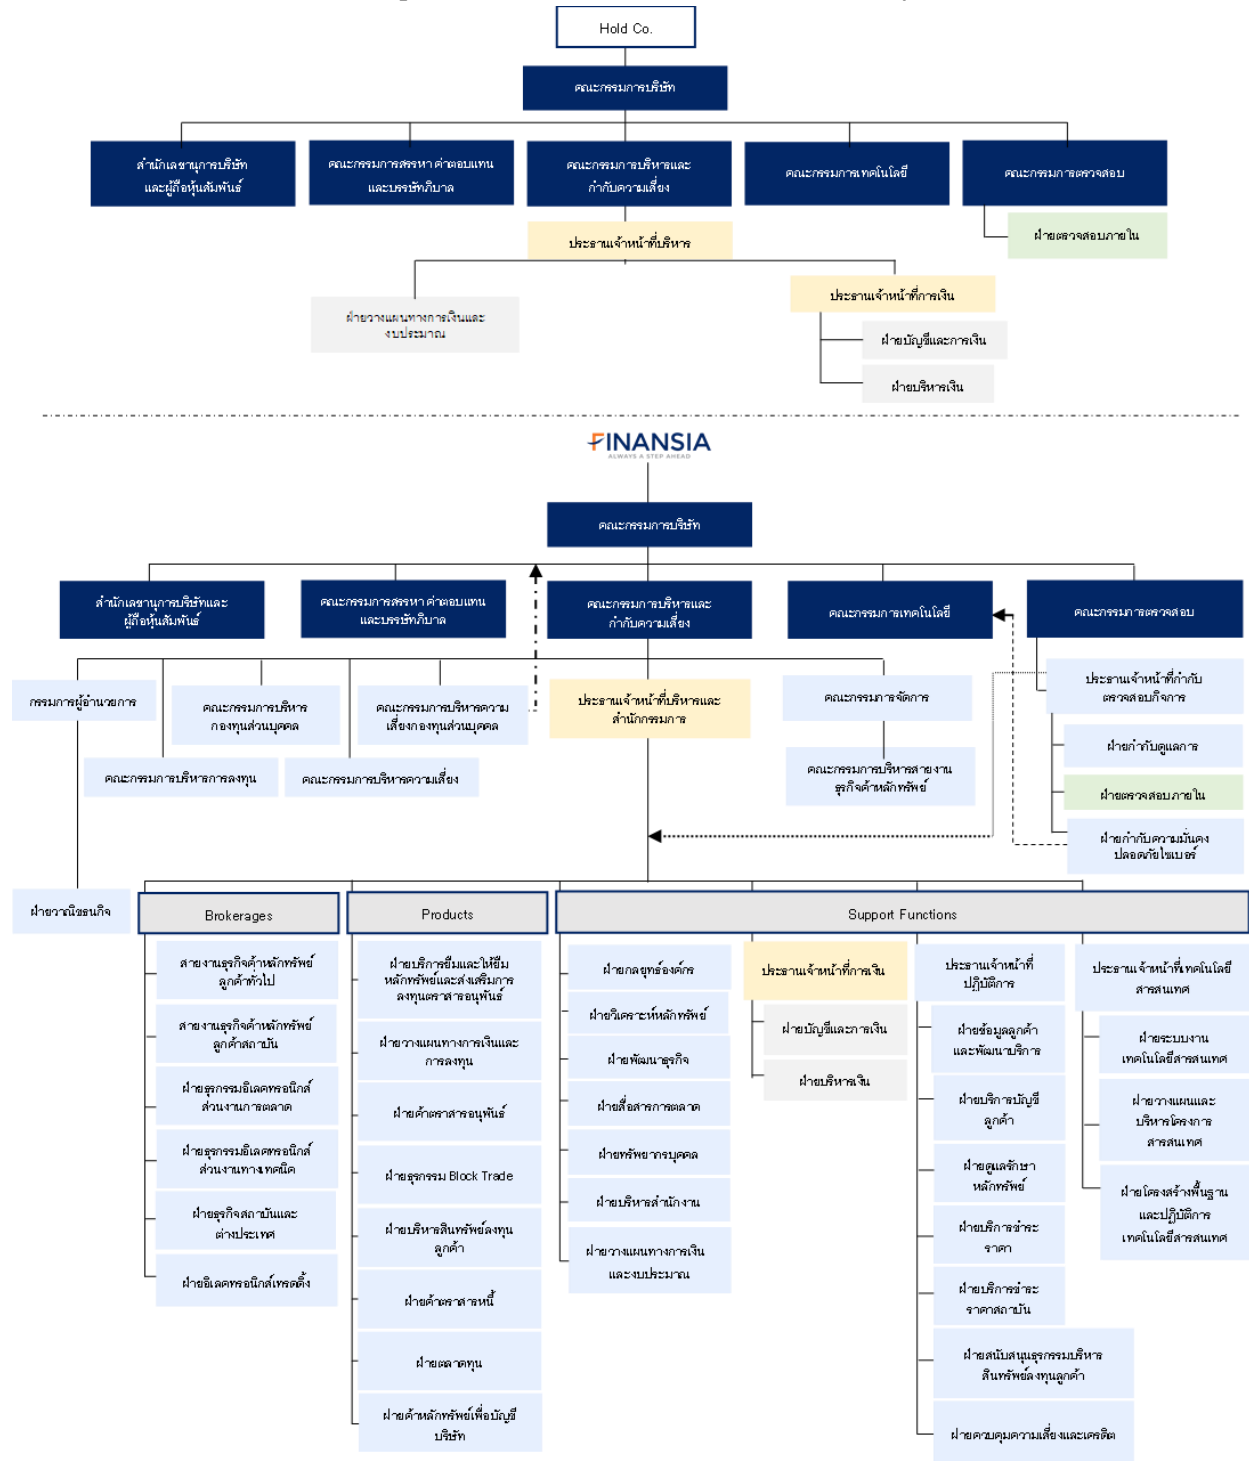 Hold Co.
คณะกรรมการบริษัท
สำนักเลขานุการบริษัท
และผู้ถือหุ้นสัมพันธ์
คณะกรรมการสรรหา ค่าตอบแทน
และบรรษัทภิบาล
คณะกรรมการบริหารและ
กำกับความเสี่ยง
คณะกรรมการเทคโนโลยี
คณะกรรมการตรวจสอบ
ฝ่ายตรวจสอบภายใน
ประธานเจ้าหน้าที่บริหาร
ฝ่ายวางแผนทางการเงินและ
งบประมาณ
ประธานเจ้าหน้าที่การเงิน
ฝ่ายบัญชีและการเงิน
ฝ่ายบริหารเงิน
FINANSIA
ALWAYS A STEP AHEAD
คณะกรรมการบริษัท
สำนักเลขานุการบริษัทและ
ผู้ถือหุ้นสัมพันธ์
คณะกรรมการสรรหา ค่าตอบแทน
และบรรษัทภิบาล
คณะกรรมการบริหารและ
กำกับความเสี่ยง
คณะกรรมการเทคโนโลยี
คณะกรรมการตรวจสอบ
กรรมการผู้อำนวยการ
คณะกรรมการบริหาร
กองทุนส่วนบุคคล
คณะกรรมการบริหารความ
เสี่ยงกองทุนส่วนบุคคล
ประธานเจ้าหน้าที่บริหารและ
สำนักกรรมการ
คณะกรรมการจัดการ
ประธานเจ้าหน้าที่กำกับ
ตรวจสอบกิจการ
คณะกรรมการบริหารการลงทุน
คณะกรรมการบริหารความเสี่ยง
คณะกรรมการบริหารสายงาน
ธุรกิจค้าหลักทรัพย์
ฝ่ายกำกับดูแลการ
ฝ่ายตรวจสอบภายใน
ฝ่ายกำกับความมั่นคง
ปลอดภัยไซเบอร์
ฝ่ายวาณิชธนกิจ
Brokerages
สายงานธุรกิจค้าหลักทรัพย์
ลูกค้าทั่วไป
สายงานธุรกิจค้าหลักทรัพย์
ลูกค้าสถาบัน
ฝ่ายธุรกรรมอิเลคทรอนิกส์
ส่วนงานการตลาด
ฝ่ายธุรกรรมอิเลคทรอนิกส์
ส่วนงานทางเทคนิค
ฝ่ายธุรกิจสถาบันและ
ต่างประเทศ
ฝ่ายอิเลคทรอนิกส์เทรดดิ้ง
Products
ฝ่ายบริการยืมและให้ยืม
หลักทรัพย์และส่งเสริมการ
ลงทุนตราสารอนุพันธ์
ฝ่ายวางแผนทางการเงินและ
การลงทุน
ฝ่ายค้าตราสารอนุพันธ์
ฝ่ายธุรกรรม Block Trade
ฝ่ายบริหารสินทรัพย์ลงทุน
ลูกค้า
ฝ่ายค้าตราสารหนี้
ฝ่ายตลาดทุน
ฝ่ายค้าหลักทรัพย์เพื่อบัญชี
บริษัท
Support Functions
ฝ่ายกลยุทธ์องค์กร
ฝ่ายวิเคราะห์หลักทรัพย์
ฝ่ายพัฒนาธุรกิจ
ฝ่ายสื่อสารการตลาด
ฝ่ายทรัพยากรบุคคล
ฝ่ายบริหารสำนักงาน
ฝ่ายวางแผนทางการเงิน
และงบประมาณ
ประธานเจ้าหน้าที่การเงิน
ฝ่ายบัญชีและการเงิน
ฝ่ายบริหารเงิน
ประธานเจ้าหน้าที่
ปฏิบัติการ
ฝ่ายข้อมูลลูกค้า
และพัฒนาบริการ
ฝ่ายบริการบัญชี
ลูกค้า
ฝ่ายดูแลรักษา
หลักทรัพย์
ฝ่ายบริการชำระ
ราคา
ฝ่ายบริการชำระ
ราคาสถาบัน
ฝ่ายสนับสนุนธุรกรรมบริหาร
สินทรัพย์ลงทุนลูกค้า
ฝ่ายควบคุมความเสี่ยงและเครดิต
ประธานเจ้าหน้าที่เทคโนโลยี
สารสนเทศ
ฝ่ายระบบงาน
เทคโนโลยีสารสนเทศ
ฝ่ายวางแผนและ
บริหารโครงการ
สารสนเทศ
ฝ่ายโครงสร้างพื้นฐาน
และปฏิบัติการ
เทคโนโลยีสารสนเทศ